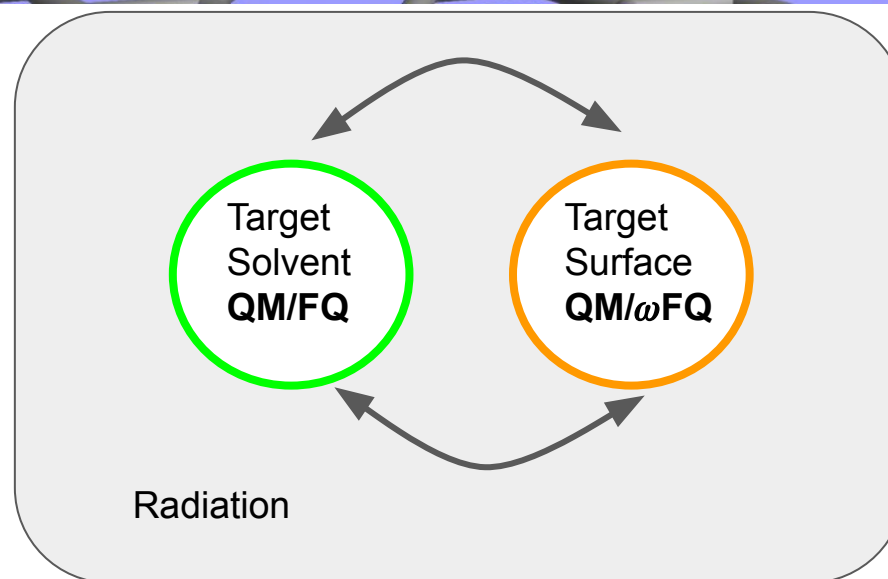 Target
Solvent
QM/FQ
Target
Surface
QM/ωFQ
Radiation